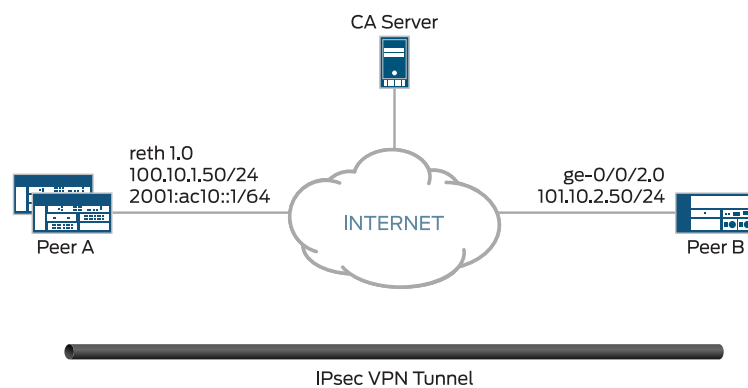 CA Server
reth 1.0
100.10.1.50/24
2001:ac10::1/64
ge-0/0/2.0
101.10.2.50/24
INTERNET
Peer A
Peer B
IPsec VPN Tunnel